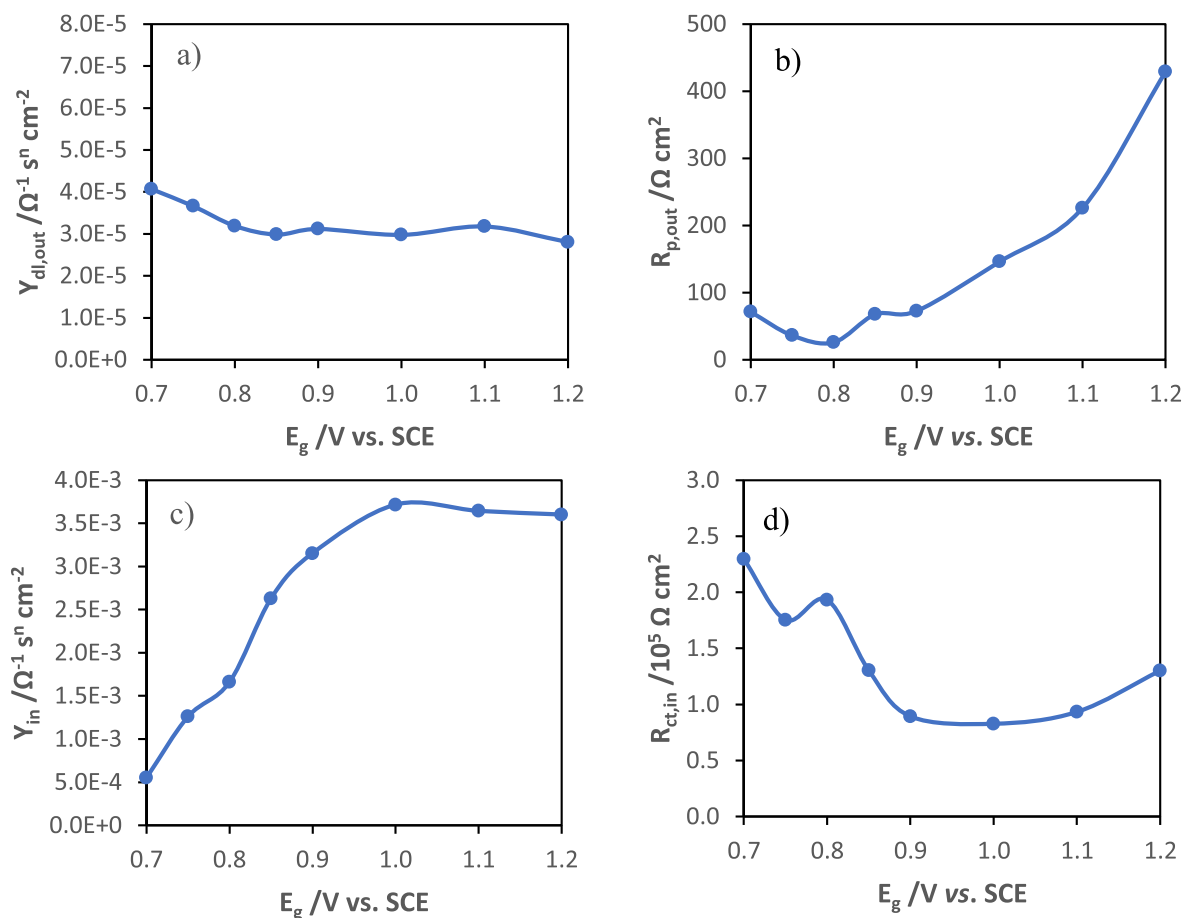 a)
8.0E-5
7.0E-5
6.0E-5
5.0E-5
4.0E-5
3.0E-5
2.0E-5
1.0E-5
0.0E+0
Y_dl,out /Ω⁻¹ sⁿ cm⁻²
0.7 0.8 0.9 1.0 1.1 1.2
E_g /V vs. SCE
b)
500
400
300
200
100
0
R_p,out /Ω cm²
0.7 0.8 0.9 1.0 1.1 1.2
E_g /V vs. SCE
c)
4.0E-3
3.5E-3
3.0E-3
2.5E-3
2.0E-3
1.5E-3
1.0E-3
5.0E-4
0.0E+0
Y_in /Ω⁻¹ sⁿ cm⁻²
0.7 0.8 0.9 1.0 1.1 1.2
E_g /V vs. SCE
d)
3.0
2.5
2.0
1.5
1.0
0.5
0.0
R_ct,in /10⁵ Ω cm²
0.7 0.8 0.9 1.0 1.1 1.2
E_g /V vs. SCE